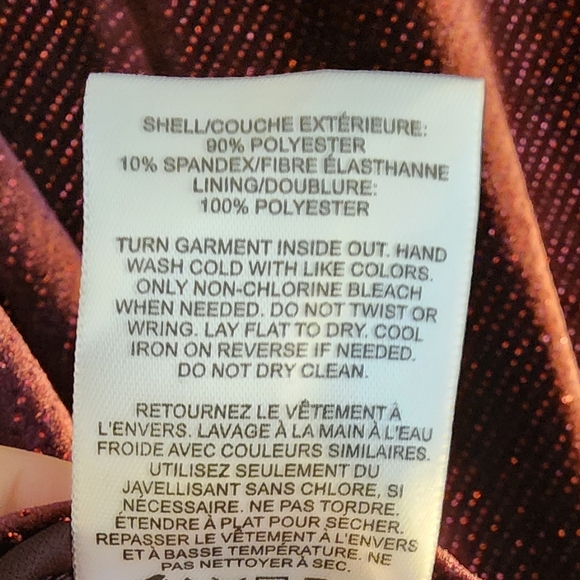 SHELL/COUCHE EXTÉRIEURE:
90% POLYESTER
10% SPANDEX/FIBRE ÉLASTHANNE
LINING/DOUBLURE:
100% POLYESTER
TURN GARMENT INSIDE OUT. HAND
WASH COLD WITH LIKE COLORS.
ONLY NON-CHLORINE BLEACH
WHEN NEEDED. DO NOT TWIST OR
WRING. LAY FLAT TO DRY. COOL
IRON ON REVERSE IF NEEDED.
DO NOT DRY CLEAN.
RETOURNEZ LE VÊTEMENT À
L'ENVERS. LAVAGE À LA MAIN À L'EAU
FROIDE AVEC COULEURS SIMILAIRES.
UTILISEZ SEULEMENT DU
JAVELLISANT SANS CHLORE, SI
NÉCESSAIRE. NE PAS TORDRE.
ÉTENDRE À PLAT POUR SÉCHER.
REPASSER LE VÊTEMENT À L'ENVERS
ET À BASSE TEMPÉRATURE. NE
PAS NETTOYER À SEC.